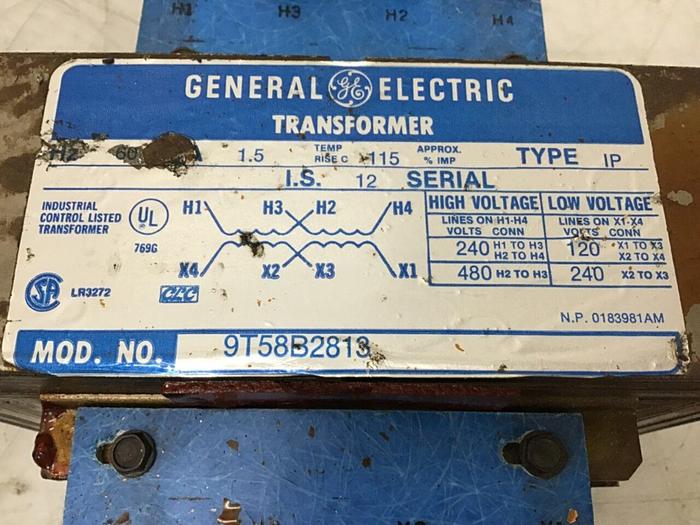 H1 H3 H2 H4
GENERAL GE ELECTRIC
TRANSFORMER
HZ 60 A 1.5 TEMP RISE C 115 APPROX. % IMP TYPE IP
I.S. 12 SERIAL
INDUSTRIAL
CONTROL LISTED
TRANSFORMER
UL
769G
SA LR3272
CLC
H1 H3 H2 H4
X4 X2 X3 X1
HIGH VOLTAGE LOW VOLTAGE
LINES ON H1-H4 LINES ON X1-X4
VOLTS CONN VOLTS CONN
240 H1 TO H3 120 X1 TO X3
H2 TO H4 X2 TO X4
480 H2 TO H3 240 X2 TO X3
N.P. 0183981AM
MOD. NO. 9T58B2813